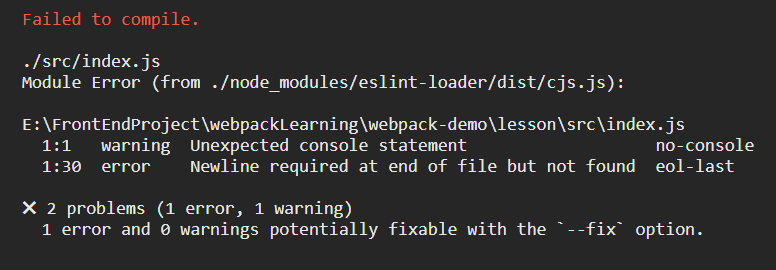 Failed to compile.
./src/index.js
Module Error (from ./node_modules/eslint-loader/dist/cjs.js):
E:\FrontEndProject\webpackLearning\webpack-demo\lesson\src\index.js
  1:1   warning  Unexpected console statement                  no-console
  1:30  error    Newline required at end of file but not found  eol-last
✖ 2 problems (1 error, 1 warning)
  1 error and 0 warnings potentially fixable with the `--fix` option.